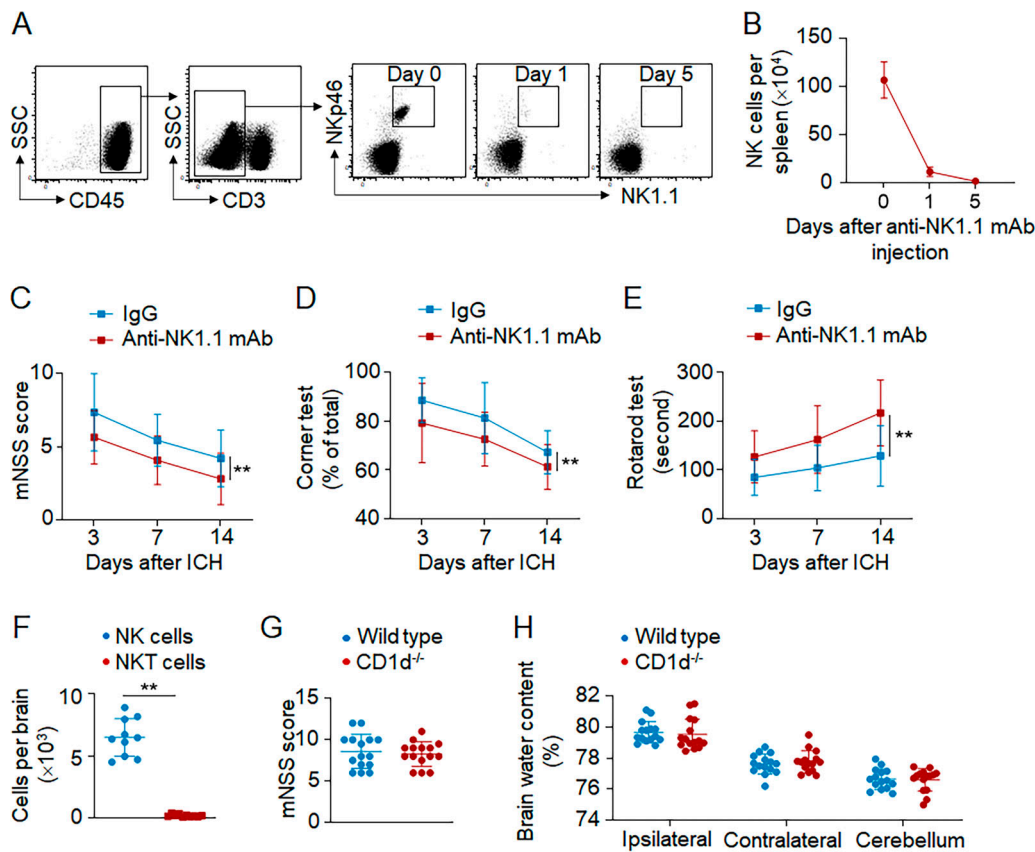 A
SSC
CD45
SSC
CD3
NKp46
Day 0
Day 1
Day 5
NK1.1
B
NK cells per
spleen (×10⁴)
150
100
50
0
0 1 5
Days after anti-NK1.1 mAb
injection
C
IgG
Anti-NK1.1 mAb
mNSS score
10
5
0
**
3 7 14
Days after ICH
D
IgG
Anti-NK1.1 mAb
Corner test
(% of total)
100
80
60
40
**
3 7 14
Days after ICH
E
IgG
Anti-NK1.1 mAb
Rotarod test
(second)
300
200
100
0
**
3 7 14
Days after ICH
F
NK cells
NKT cells
Cells per brain
(×10³)
10
5
0
**
G
Wild type
CD1d⁻/⁻
mNSS score
15
10
5
0
H
Wild type
CD1d⁻/⁻
Brain water content
(%)
82
80
78
76
74
Ipsilateral Contralateral Cerebellum